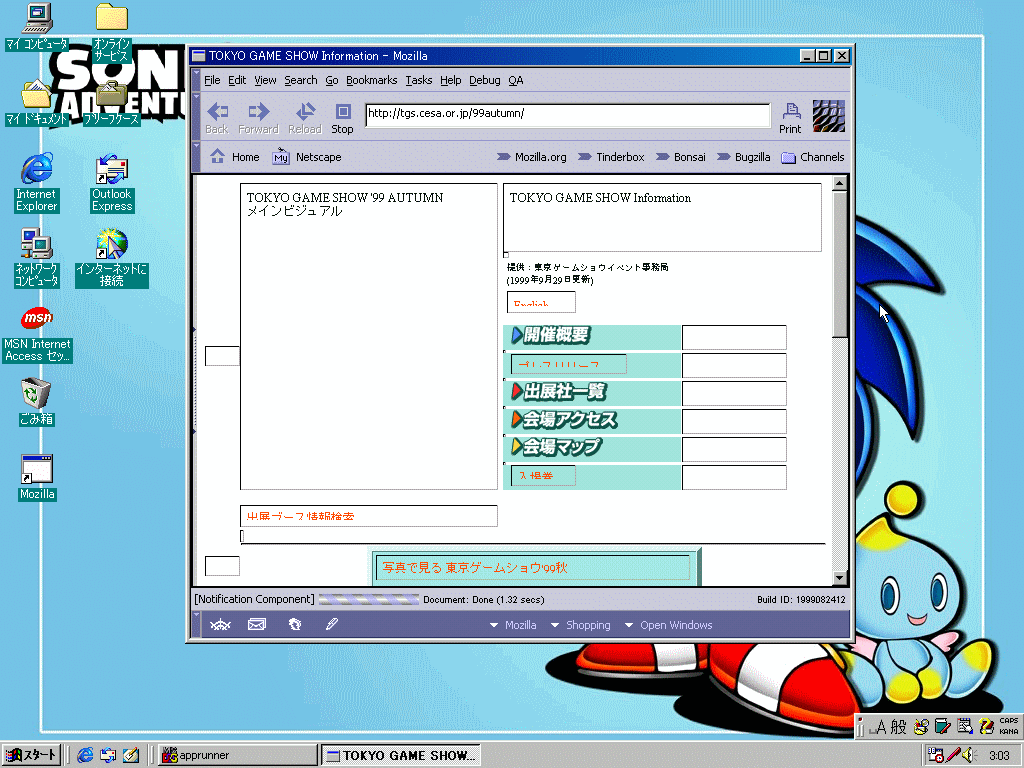 マイ コンピュータ
オンライン
サービス
SON
ADVENTU
マイ ドキュメント
ブリーフケース
Internet
Explorer
Outlook
Express
ネットワーク
コンピュータ
インターネットに
接続
msn
MSN Internet
Access セッ...
ごみ箱
Mozilla
TOKYO GAME SHOW Information - Mozilla
File Edit View Search Go Bookmarks Tasks Help Debug QA
Back Forward Reload Stop
http://tgs.cesa.or.jp/99autumn/
Print
Home
My Netscape
Mozilla.org Tinderbox Bonsai Bugzilla Channels
TOKYO GAME SHOW '99 AUTUMN
メインビジュアル
TOKYO GAME SHOW Information
提供：東京ゲームショウイベント事務局
(1999年9月29日更新)
English
開催概要
プレスリリース
出展社一覧
会場アクセス
会場マップ
入場券
出展ブース情報検索
写真で見る 東京ゲームショウ'99秋
[Notification Component] Document: Done (1.32 secs) Build ID: 1999082412
Mozilla Shopping Open Windows
A 般 CAPS
KANA
スタート
apprunner
TOKYO GAME SHOW...
3:03